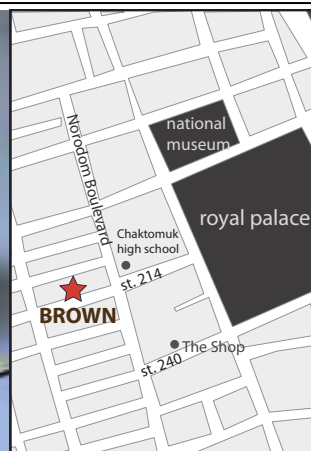 national
museum
Norodom Boulevard
royal palace
Chaktomuk
high school
st. 214
BROWN
The Shop
st. 240